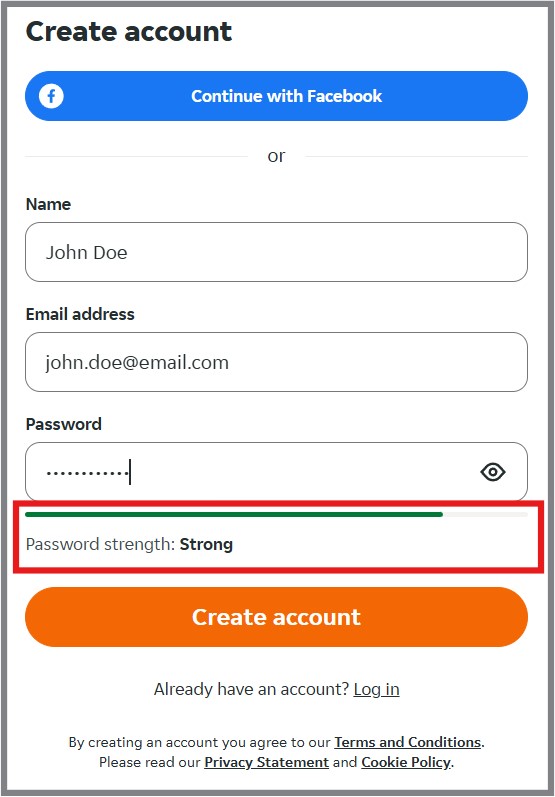 Create account
Continue with Facebook
or
Name
John Doe
Email address
john.doe@email.com
Password
............
Password strength: Strong
Create account
Already have an account? Log in
By creating an account you agree to our Terms and Conditions.
Please read our Privacy Statement and Cookie Policy.